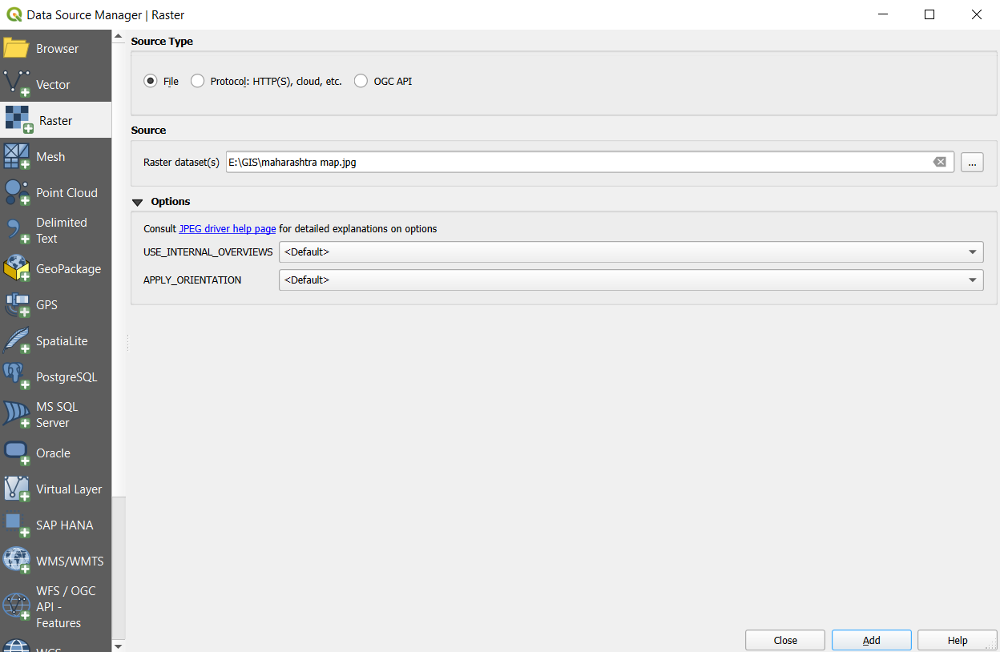 Data Source Manager | Raster
Browser
Vector
Raster
Mesh
Point Cloud
Delimited
Text
GeoPackage
GPS
SpatiaLite
PostgreSQL
MS SQL
Server
Oracle
Virtual Layer
SAP HANA
WMS/WMTS
WFS / OGC
API -
Features
WCS
Source Type
File Protocol: HTTP(S), cloud, etc. OGC API
Source
Raster dataset(s) E:\GIS\maharashtra map.jpg ...
Options
Consult JPEG driver help page for detailed explanations on options
USE_INTERNAL_OVERVIEWS <Default>
APPLY_ORIENTATION <Default>
Close Add Help